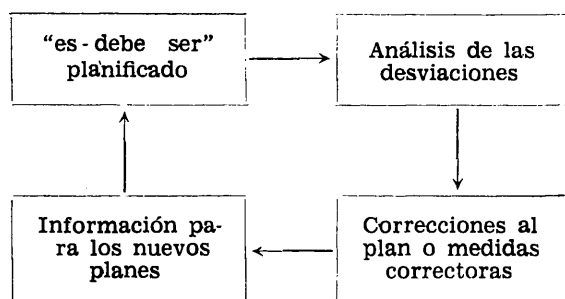 “es-debe ser”
planificado
Análisis de las
desviaciones
Información pa-
ra los nuevos
planes
Correcciones al
plan o medidas
correctoras